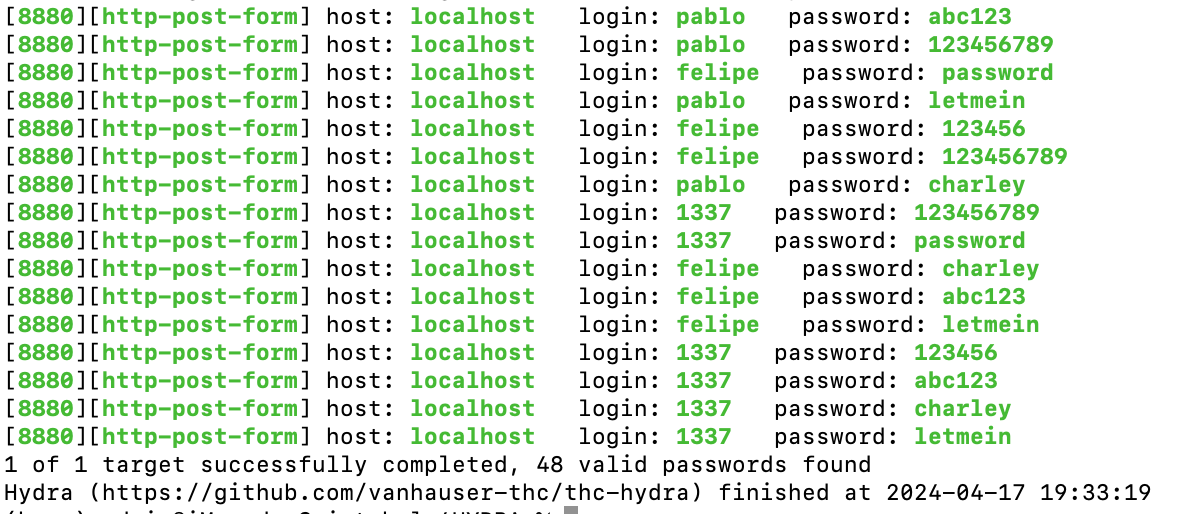 [8880][http-post-form] host: localhost   login: pablo   password: abc123
[8880][http-post-form] host: localhost   login: pablo   password: 123456789
[8880][http-post-form] host: localhost   login: felipe   password: password
[8880][http-post-form] host: localhost   login: pablo   password: letmein
[8880][http-post-form] host: localhost   login: felipe   password: 123456
[8880][http-post-form] host: localhost   login: felipe   password: 123456789
[8880][http-post-form] host: localhost   login: pablo   password: charley
[8880][http-post-form] host: localhost   login: 1337   password: 123456789
[8880][http-post-form] host: localhost   login: 1337   password: password
[8880][http-post-form] host: localhost   login: felipe   password: charley
[8880][http-post-form] host: localhost   login: felipe   password: abc123
[8880][http-post-form] host: localhost   login: felipe   password: letmein
[8880][http-post-form] host: localhost   login: 1337   password: 123456
[8880][http-post-form] host: localhost   login: 1337   password: abc123
[8880][http-post-form] host: localhost   login: 1337   password: charley
[8880][http-post-form] host: localhost   login: 1337   password: letmein
1 of 1 target successfully completed, 48 valid passwords found
Hydra (https://github.com/vanhauser-thc/thc-hydra) finished at 2024-04-17 19:33:19